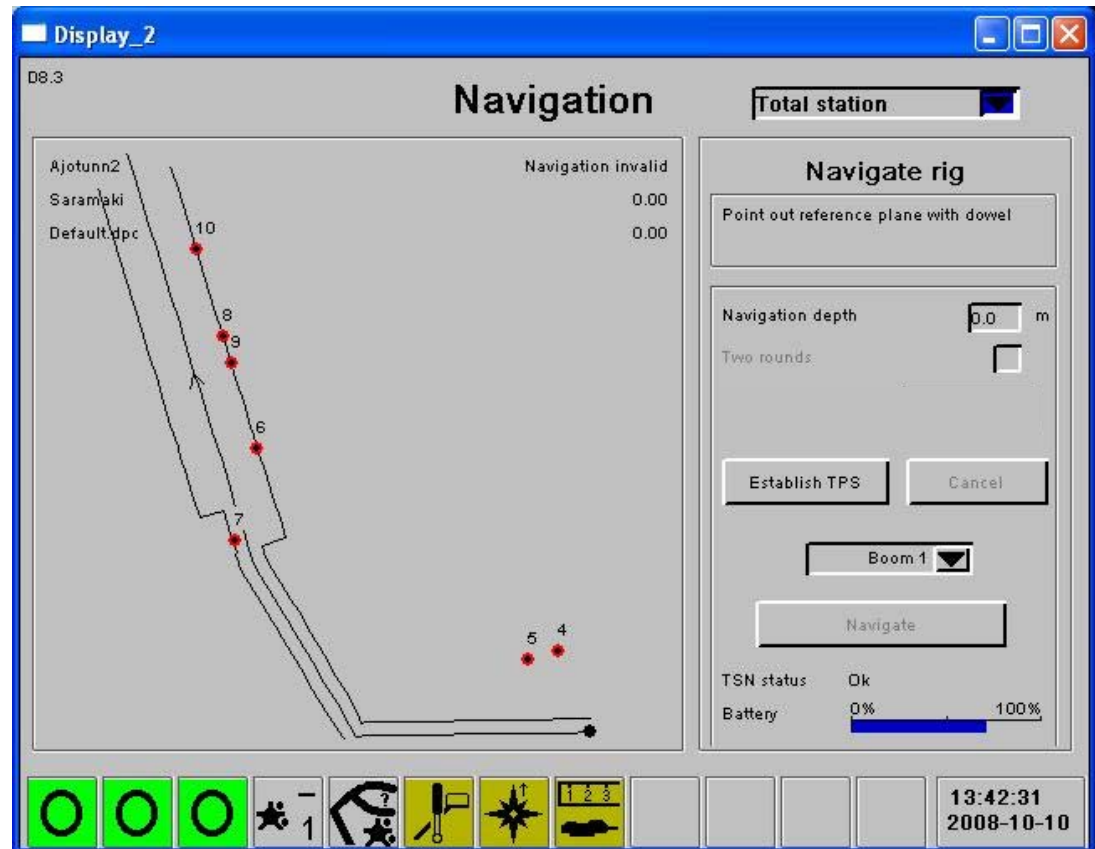 Display_2
D8.3
Navigation
Total station
Ajotunn2
Navigation invalid
Saramaki
0.00
Default.dpc
0.00
10
8
9
6
7
5
4
Navigate rig
Point out reference plane with dowel
Navigation depth 0.0 m
Two rounds
Establish TPS
Cancel
Boom 1
Navigate
TSN status Ok
Battery 0% 100%
1
?
1 2 3
13:42:31
2008-10-10